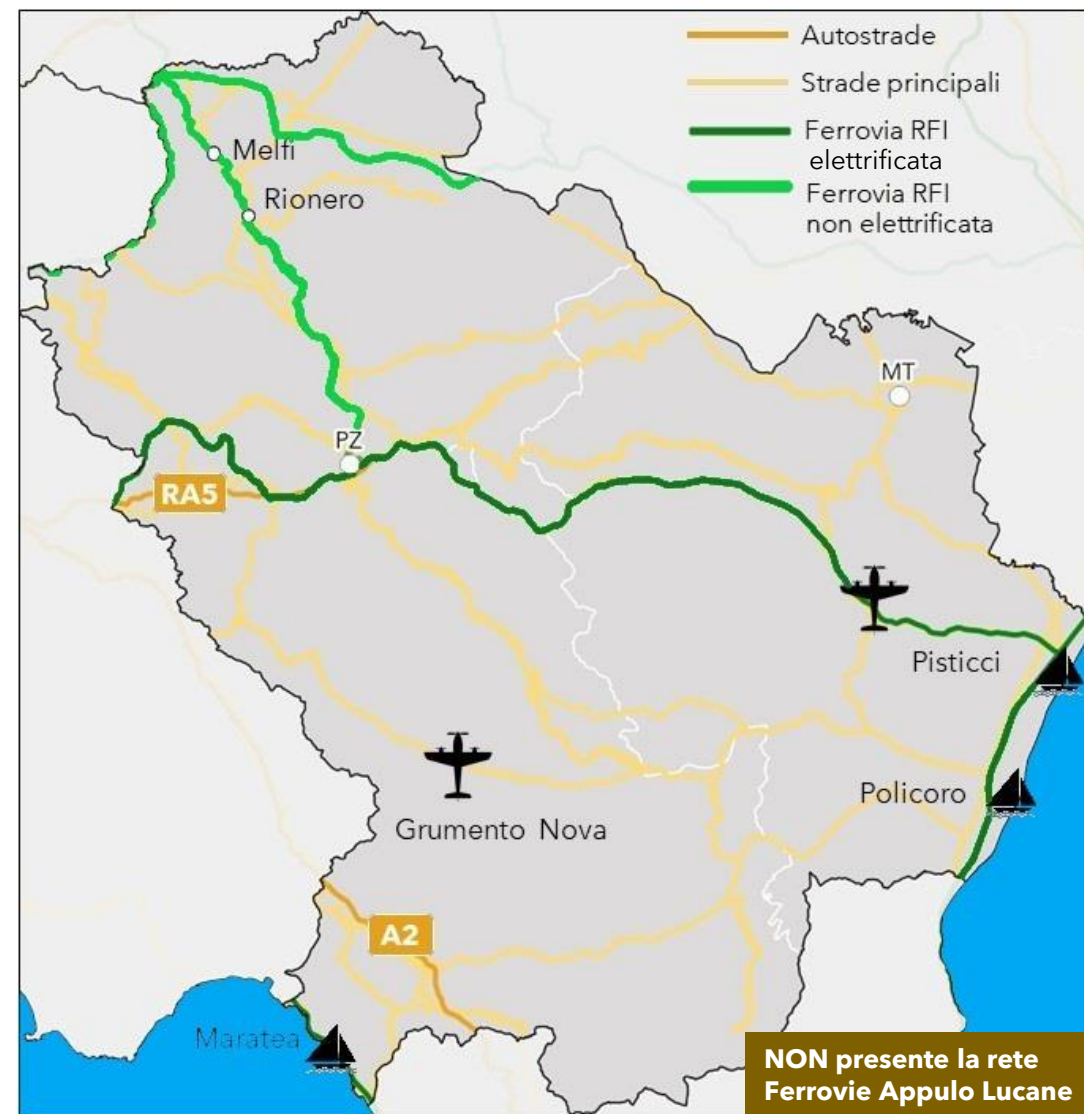 Autostrade
Strade principali
Ferrovia RFI
elettrificata
Ferrovia RFI
non elettrificata
Melfi
Rionero
MT
PZ
RA5
Pisticci
Policoro
Grumento Nova
A2
Maratea
NON presente la rete
Ferrovie Appulo Lucane